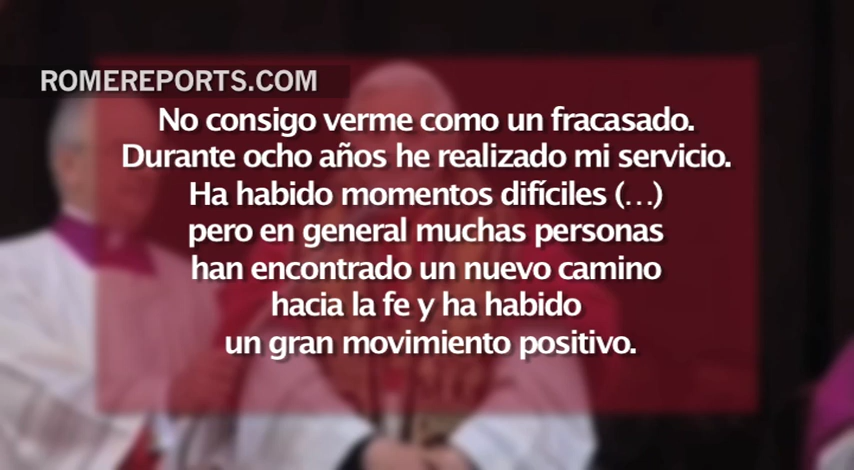 ROMEREPORTS.COM
No consigo verme como un fracasado.
Durante ocho años he realizado mi servicio.
Ha habido momentos difíciles (…)
pero en general muchas personas
han encontrado un nuevo camino
hacia la fe y ha habido
un gran movimiento positivo.